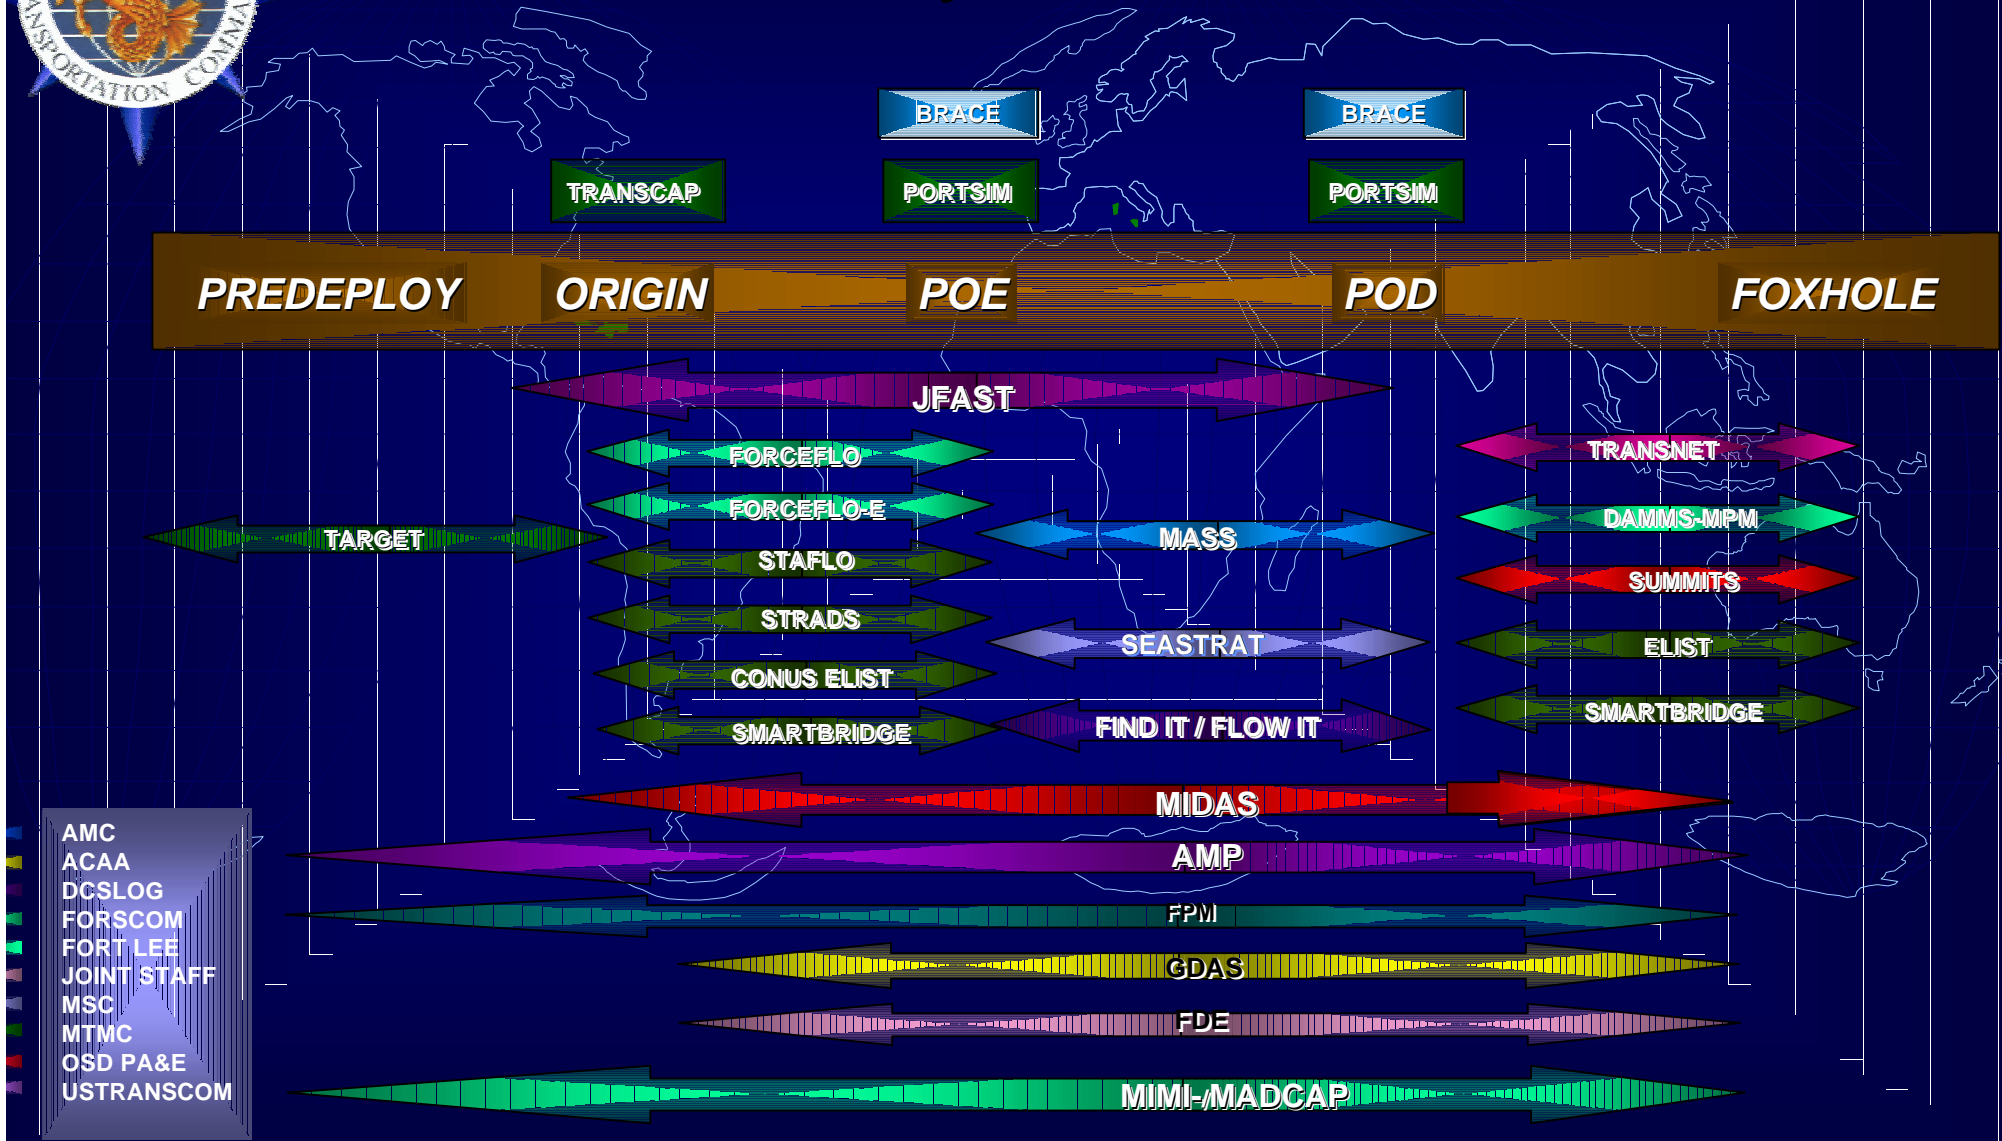 TRANSPORTATION COMMA
BRACE
BRACE
TRANSCAP
PORTSIM
PORTSIM
PREDEPLOY
ORIGIN
POE
POD
FOXHOLE
JFAST
FORCEFLO
TRANSNET
FORCEFLO-E
DAMMS-MPM
TARGET
MASS
STAFLO
SUMMITS
STRADS
SEASTRAT
ELIST
CONUS ELIST
SMARTBRIDGE
FIND IT / FLOW IT
SMARTBRIDGE
MIDAS
AMP
FPM
GDAS
FDE
MIMI-/MADCAP
AMC
ACAA
DCSLOG
FORSCOM
FORT LEE
JOINT STAFF
MSC
MTMC
OSD PA&E
USTRANSCOM